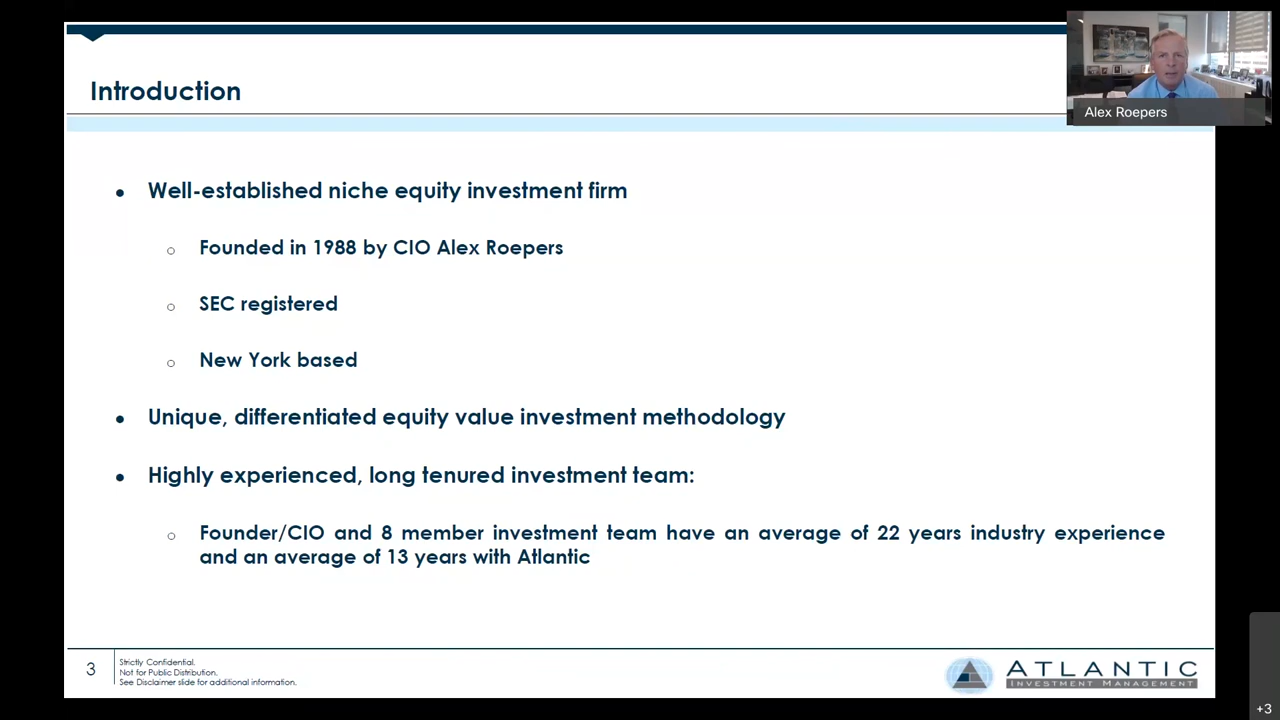 Introduction
Alex Roepers
• Well-established niche equity investment firm
○ Founded in 1988 by CIO Alex Roepers
○ SEC registered
○ New York based
• Unique, differentiated equity value investment methodology
• Highly experienced, long tenured investment team:
○ Founder/CIO and 8 member investment team have an average of 22 years industry experience
and an average of 13 years with Atlantic
3
Strictly Confidential.
Not for Public Distribution.
See Disclaimer slide for additional information.
ATLANTIC
INVESTMENT MANAGEMENT
+3